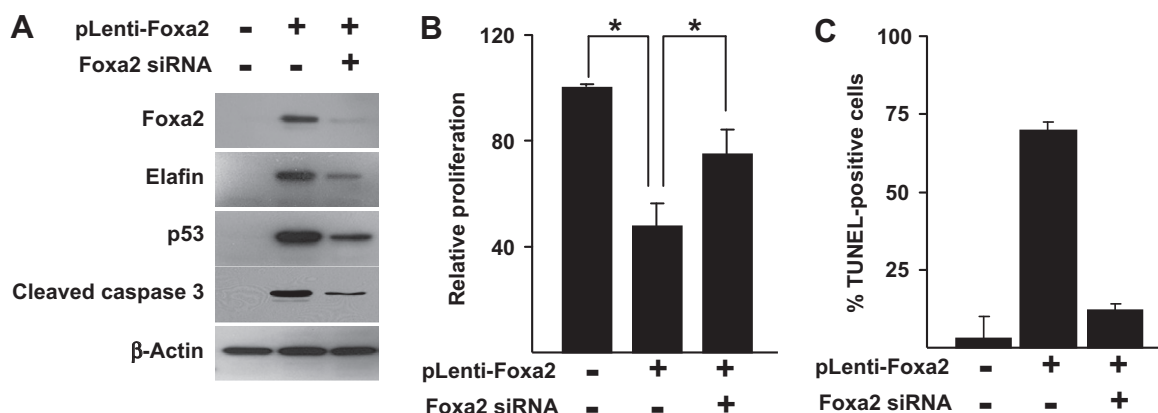 A
pLenti-Foxa2 - + +
Foxa2 siRNA - - +
Foxa2
Elafin
p53
Cleaved caspase 3
β-Actin
B
* *
120
80
40
Relative proliferation
pLenti-Foxa2 - + +
Foxa2 siRNA - - +
C
100
75
50
25
% TUNEL-positive cells
pLenti-Foxa2 - + +
Foxa2 siRNA - - +